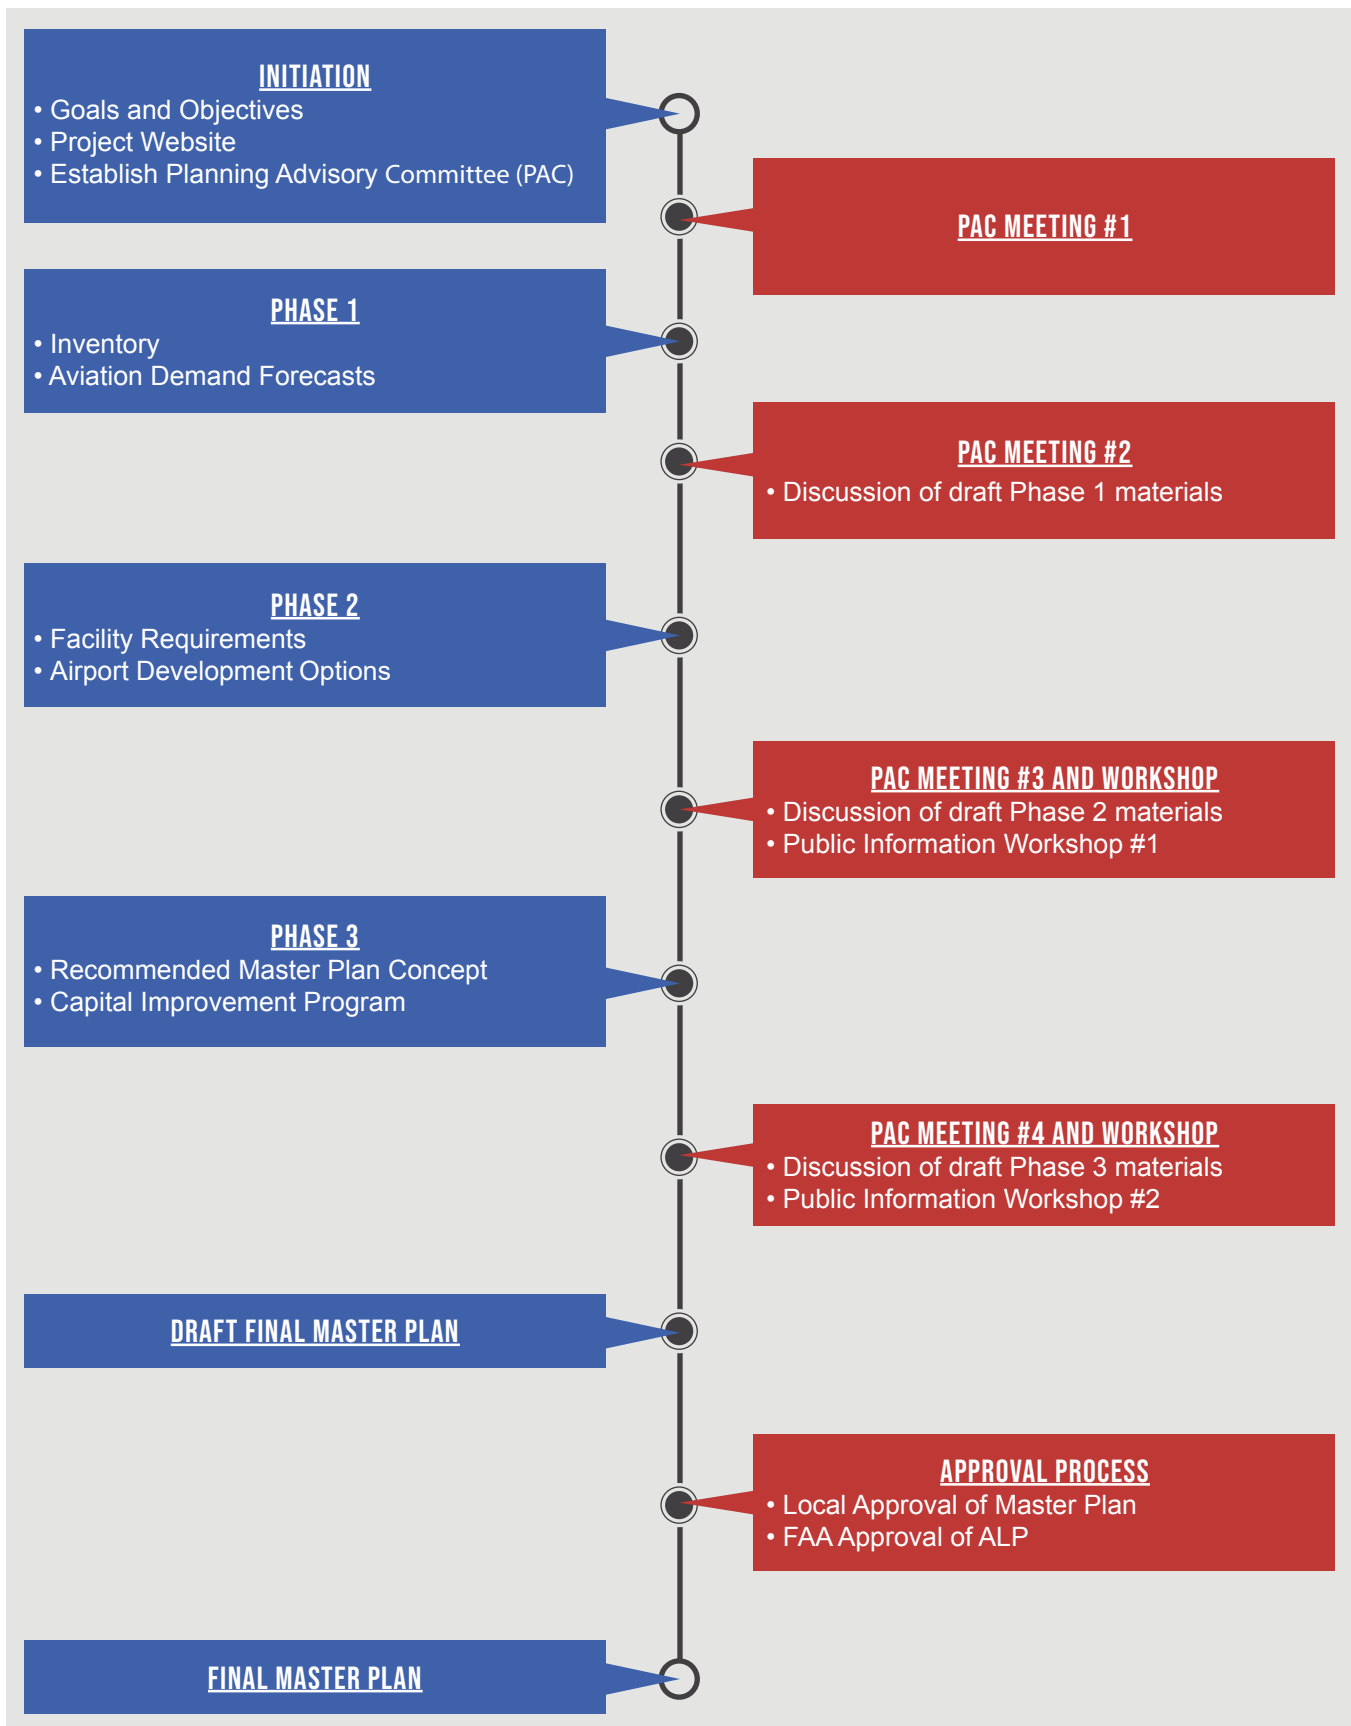 INITIATION
• Goals and Objectives
• Project Website
• Establish Planning Advisory Committee (PAC)
PAC MEETING #1
PHASE 1
• Inventory
• Aviation Demand Forecasts
PAC MEETING #2
• Discussion of draft Phase 1 materials
PHASE 2
• Facility Requirements
• Airport Development Options
PAC MEETING #3 AND WORKSHOP
• Discussion of draft Phase 2 materials
• Public Information Workshop #1
PHASE 3
• Recommended Master Plan Concept
• Capital Improvement Program
PAC MEETING #4 AND WORKSHOP
• Discussion of draft Phase 3 materials
• Public Information Workshop #2
DRAFT FINAL MASTER PLAN
APPROVAL PROCESS
• Local Approval of Master Plan
• FAA Approval of ALP
FINAL MASTER PLAN